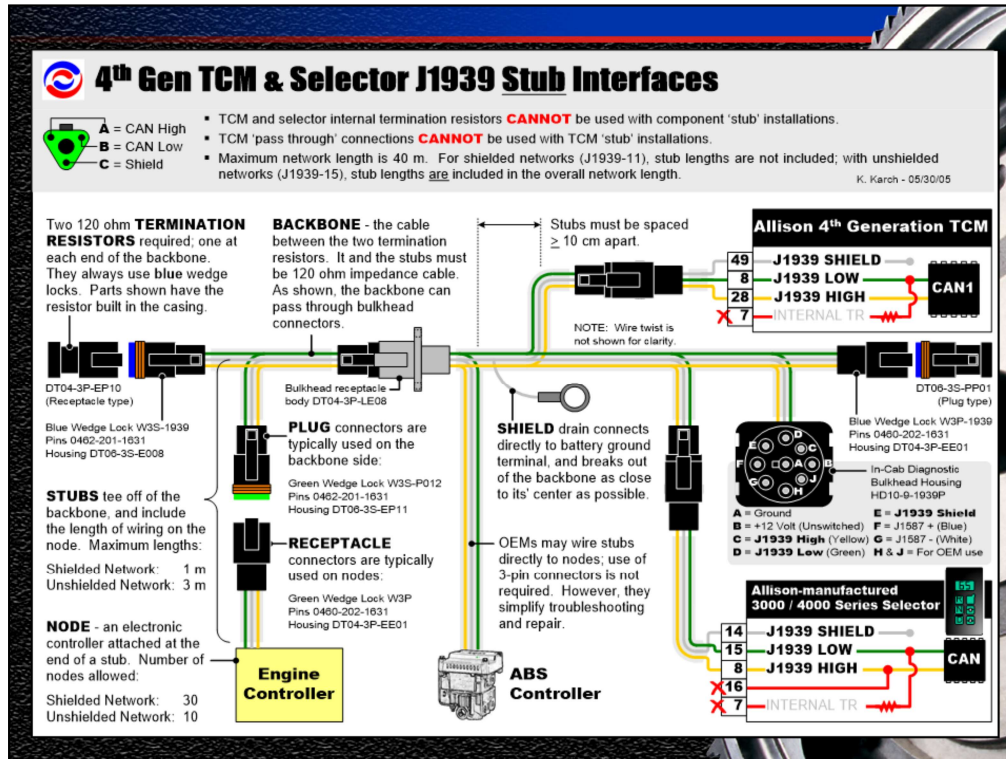 4th Gen TCM & Selector J1939 Stub Interfaces
A = CAN High
B = CAN Low
C = Shield
▪ TCM and selector internal termination resistors CANNOT be used with component 'stub' installations.
▪ TCM 'pass through' connections CANNOT be used with TCM 'stub' installations.
▪ Maximum network length is 40 m. For shielded networks (J1939-11), stub lengths are not included; with unshielded
networks (J1939-15), stub lengths are included in the overall network length.
K. Karch - 05/30/05
Two 120 ohm TERMINATION
RESISTORS required; one at
each end of the backbone.
They always use blue wedge
locks. Parts shown have the
resistor built in the casing.
BACKBONE - the cable
between the two termination
resistors. It and the stubs must
be 120 ohm impedance cable.
As shown, the backbone can
pass through bulkhead
connectors.
Stubs must be spaced
≥ 10 cm apart.
Allison 4th Generation TCM
49 J1939 SHIELD
8 J1939 LOW
28 J1939 HIGH
7 INTERNAL TR
CAN1
NOTE: Wire twist is
not shown for clarity.
DT04-3P-EP10
(Receptacle type)
Blue Wedge Lock W3S-1939
Pins 0462-201-1631
Housing DT06-3S-E008
Bulkhead receptacle
body DT04-3P-LE08
DT06-3S-PP01
(Plug type)
Blue Wedge Lock W3P-1939
Pins 0460-202-1631
Housing DT04-3P-EE01
PLUG connectors are
typically used on the
backbone side:
Green Wedge Lock W3S-P012
Pins 0462-201-1631
Housing DT06-3S-EP11
SHIELD drain connects
directly to battery ground
terminal, and breaks out
of the backbone as close
to its' center as possible.
D
E
C
F
A
B
G
J
H
In-Cab Diagnostic
Bulkhead Housing
HD10-9-1939P
A = Ground
B = +12 Volt (Unswitched)
C = J1939 High (Yellow)
D = J1939 Low (Green)
E = J1939 Shield
F = J1587 + (Blue)
G = J1587 - (White)
H & J = For OEM use
STUBS tee off of the
backbone, and include
the length of wiring on the
node. Maximum lengths:
Shielded Network: 1 m
Unshielded Network: 3 m
RECEPTACLE
connectors are typically
used on nodes:
Green Wedge Lock W3P
Pins 0460-202-1631
Housing DT04-3P-EE01
OEMs may wire stubs
directly to nodes; use of
3-pin connectors is not
required. However, they
simplify troubleshooting
and repair.
NODE - an electronic
controller attached at the
end of a stub. Number of
nodes allowed:
Shielded Network: 30
Unshielded Network: 10
Engine
Controller
ABS
Controller
Allison-manufactured
3000 / 4000 Series Selector
14 J1939 SHIELD
15 J1939 LOW
8 J1939 HIGH
16
7 INTERNAL TR
CAN